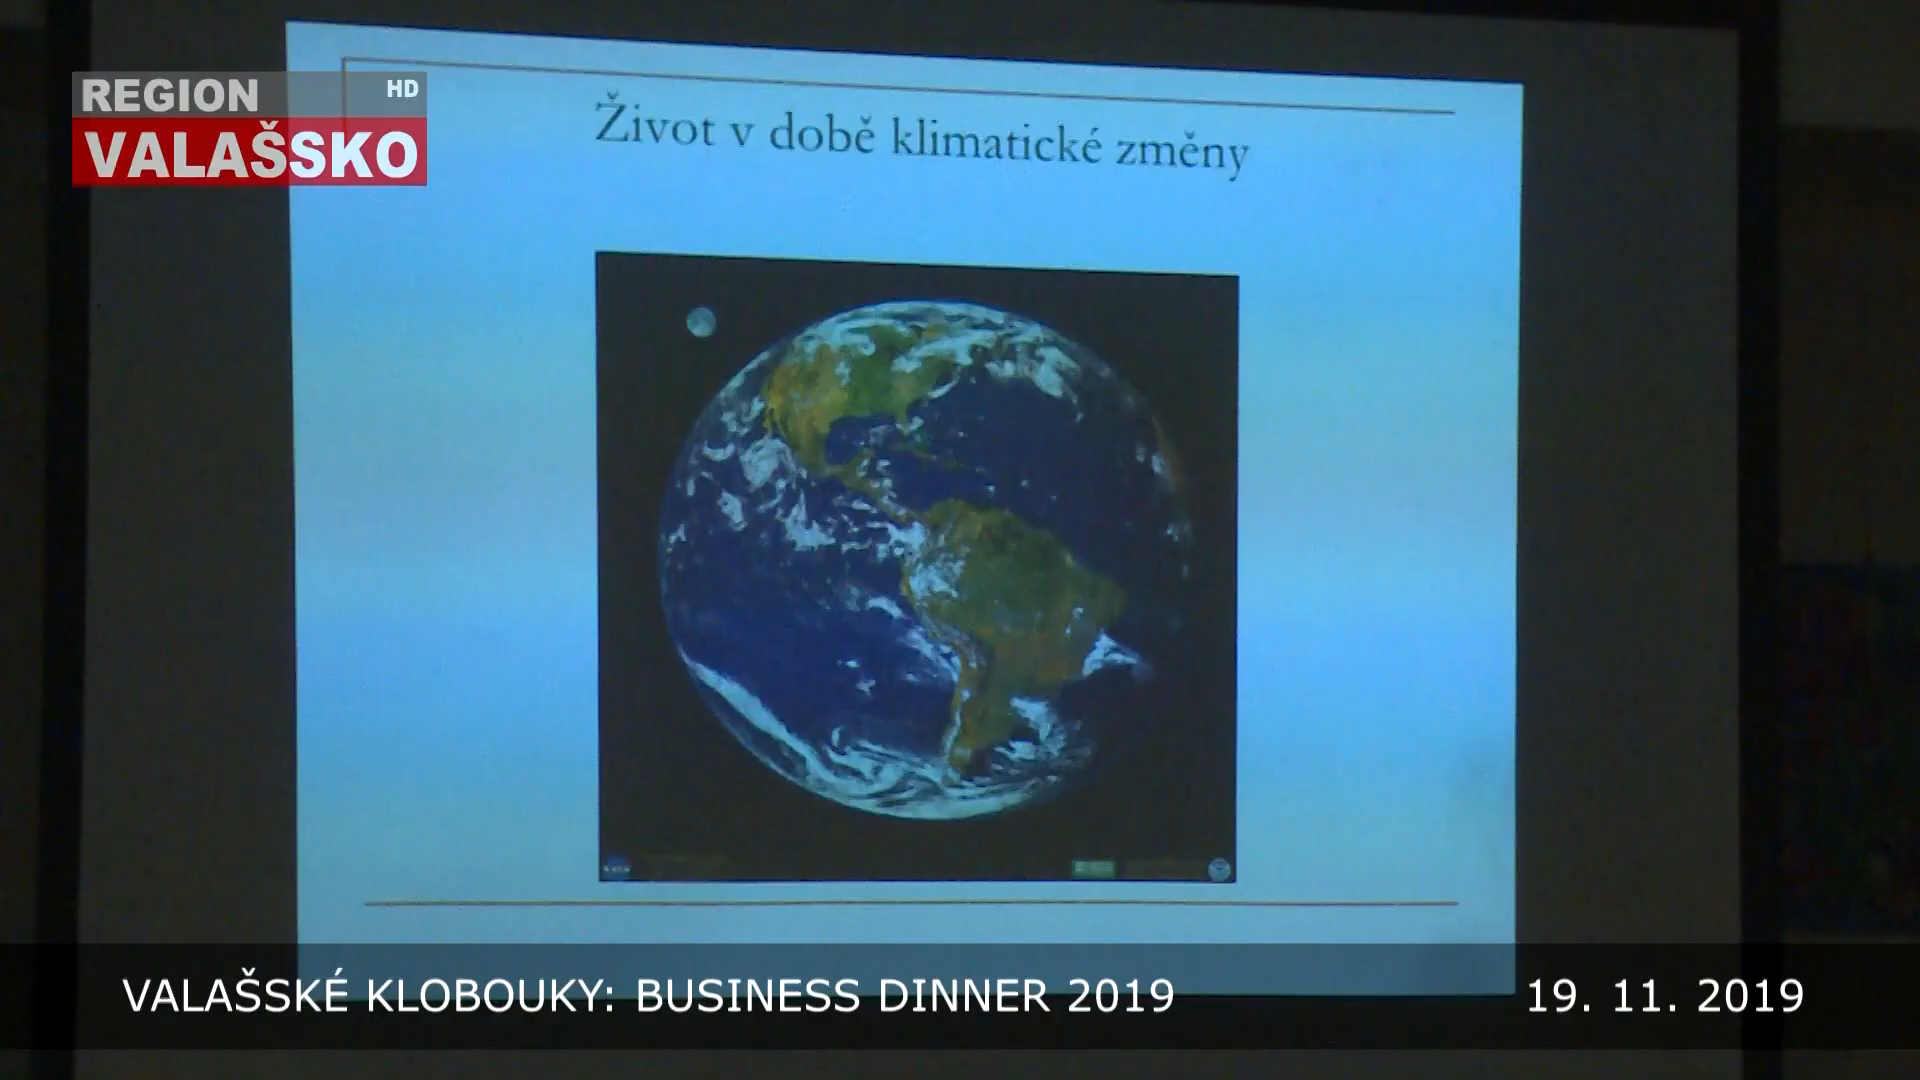 REGION HD
VALAŠSKO
Život v době klimatické změny
VALAŠSKÉ KLOBOUKY: BUSINESS DINNER 2019
19. 11. 2019